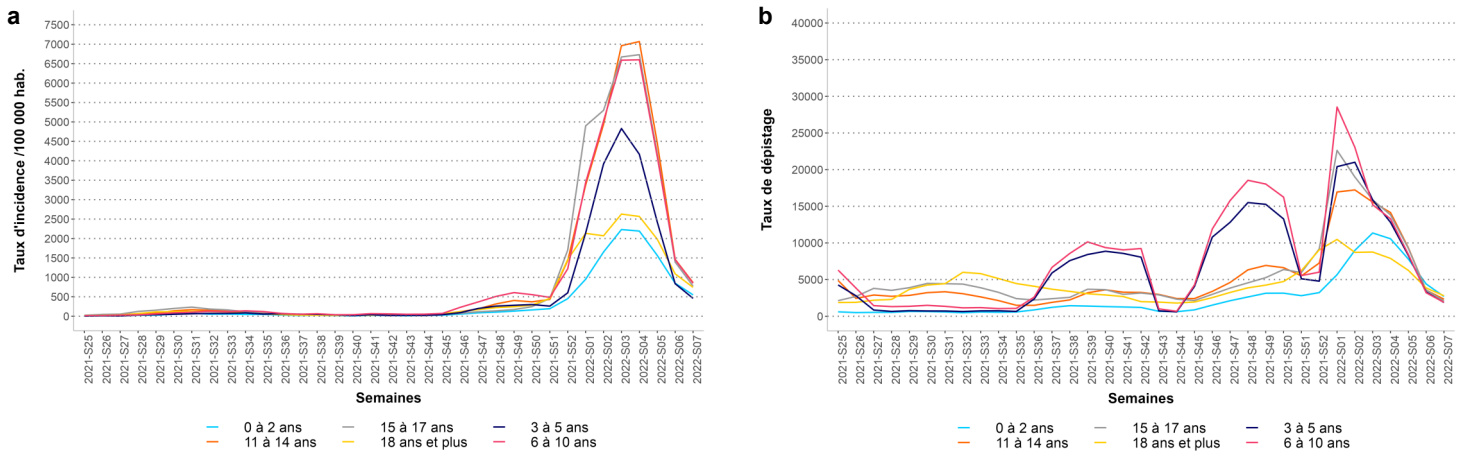 a
Taux d'incidence /100 000 hab.
7500
7000
6500
6000
5500
5000
4500
4000
3500
3000
2500
2000
1500
1000
500
0
2021-S25
2021-S26
2021-S27
2021-S28
2021-S29
2021-S30
2021-S31
2021-S32
2021-S33
2021-S34
2021-S35
2021-S36
2021-S37
2021-S38
2021-S39
2021-S40
2021-S41
2021-S42
2021-S43
2021-S44
2021-S45
2021-S46
2021-S47
2021-S48
2021-S49
2021-S50
2021-S51
2021-S52
2022-S01
2022-S02
2022-S03
2022-S04
2022-S05
2022-S06
2022-S07
Semaines
0 à 2 ans 15 à 17 ans 3 à 5 ans
11 à 14 ans 18 ans et plus 6 à 10 ans
b
Taux de dépistage
40000
35000
30000
25000
20000
15000
10000
5000
0
2021-S25
2021-S26
2021-S27
2021-S28
2021-S29
2021-S30
2021-S31
2021-S32
2021-S33
2021-S34
2021-S35
2021-S36
2021-S37
2021-S38
2021-S39
2021-S40
2021-S41
2021-S42
2021-S43
2021-S44
2021-S45
2021-S46
2021-S47
2021-S48
2021-S49
2021-S50
2021-S51
2021-S52
2022-S01
2022-S02
2022-S03
2022-S04
2022-S05
2022-S06
2022-S07
Semaines
0 à 2 ans 15 à 17 ans 3 à 5 ans
11 à 14 ans 18 ans et plus 6 à 10 ans